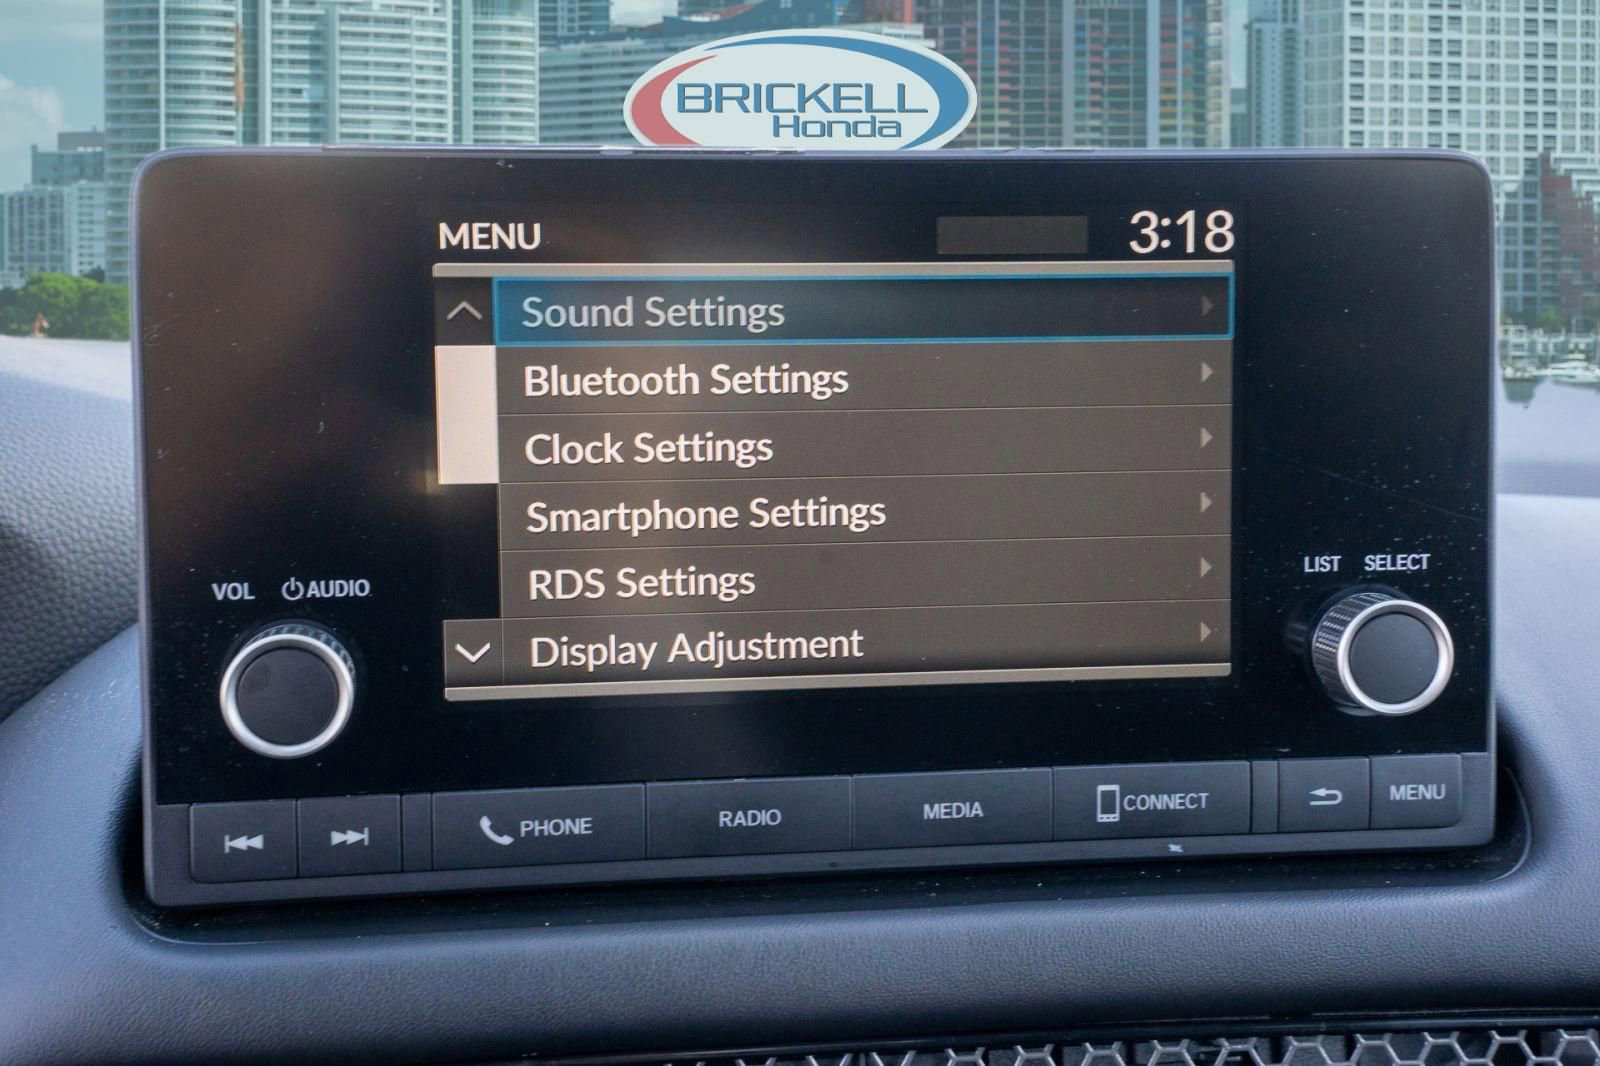 BRICKELL
Honda
MENU
3:18
Sound Settings
Bluetooth Settings
Clock Settings
Smartphone Settings
RDS Settings
Display Adjustment
VOL AUDIO
LIST SELECT
PHONE
RADIO
MEDIA
CONNECT
MENU